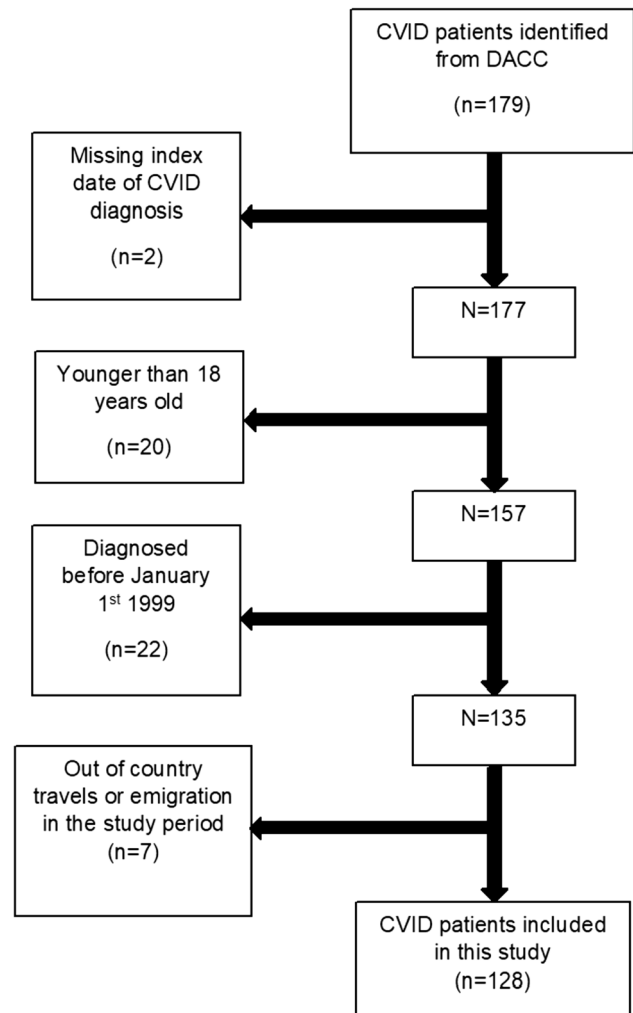 CVID patients identified
from DACC
(n=179)
Missing index
date of CVID
diagnosis
(n=2)
N=177
Younger than 18
years old
(n=20)
N=157
Diagnosed
before January
1st 1999
(n=22)
N=135
Out of country
travels or emigration
in the study period
(n=7)
CVID patients included
in this study
(n=128)